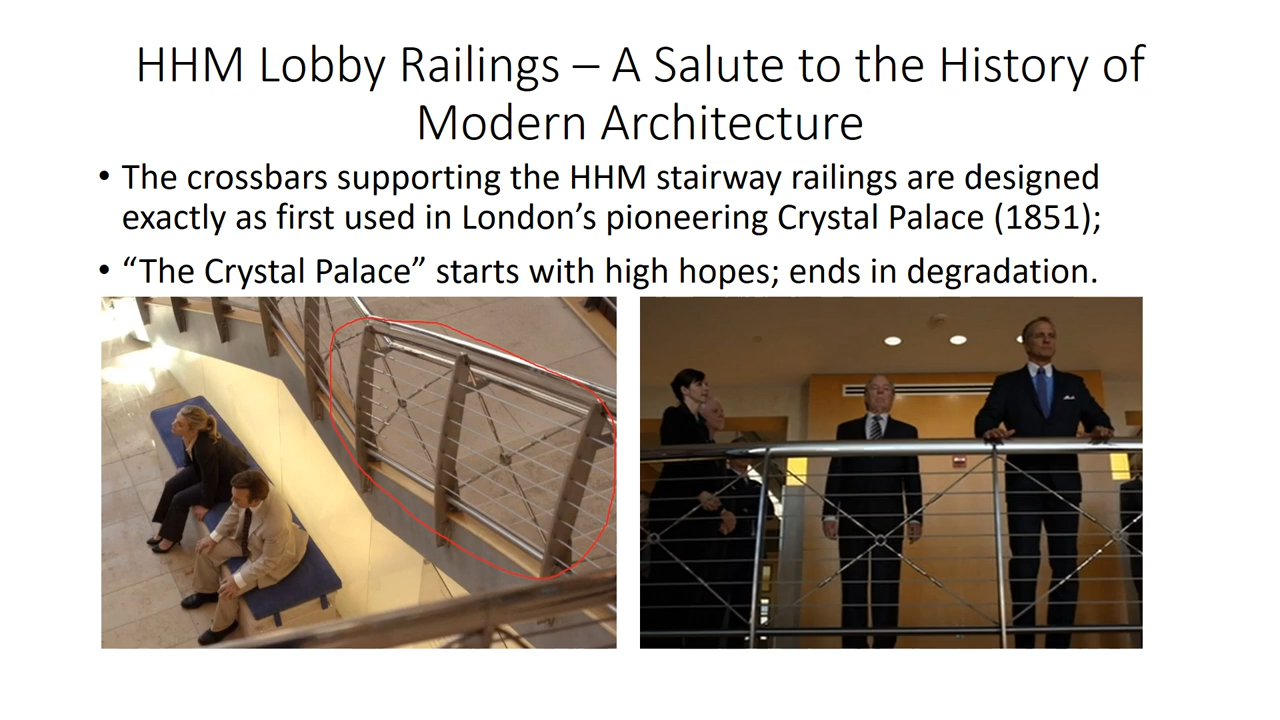 HHM Lobby Railings – A Salute to the History of
Modern Architecture
• The crossbars supporting the HHM stairway railings are designed
exactly as first used in London’s pioneering Crystal Palace (1851);
• “The Crystal Palace” starts with high hopes; ends in degradation.